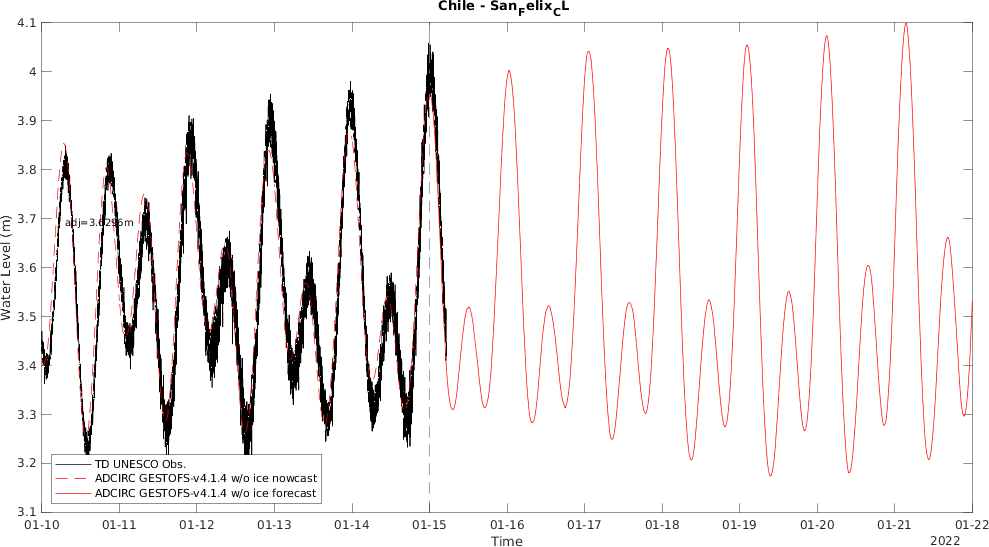 Chile - SanFelixCL
4.1
4
3.9
3.8
3.7
3.6
3.5
3.4
3.3
3.2
3.1
Water Level (m)
adj=3.6296m
TD UNESCO Obs.
ADCIRC GESTOFS-v4.1.4 w/o ice nowcast
ADCIRC GESTOFS-v4.1.4 w/o ice forecast
01-10 01-11 01-12 01-13 01-14 01-15 01-16 01-17 01-18 01-19 01-20 01-21 01-22
Time
2022